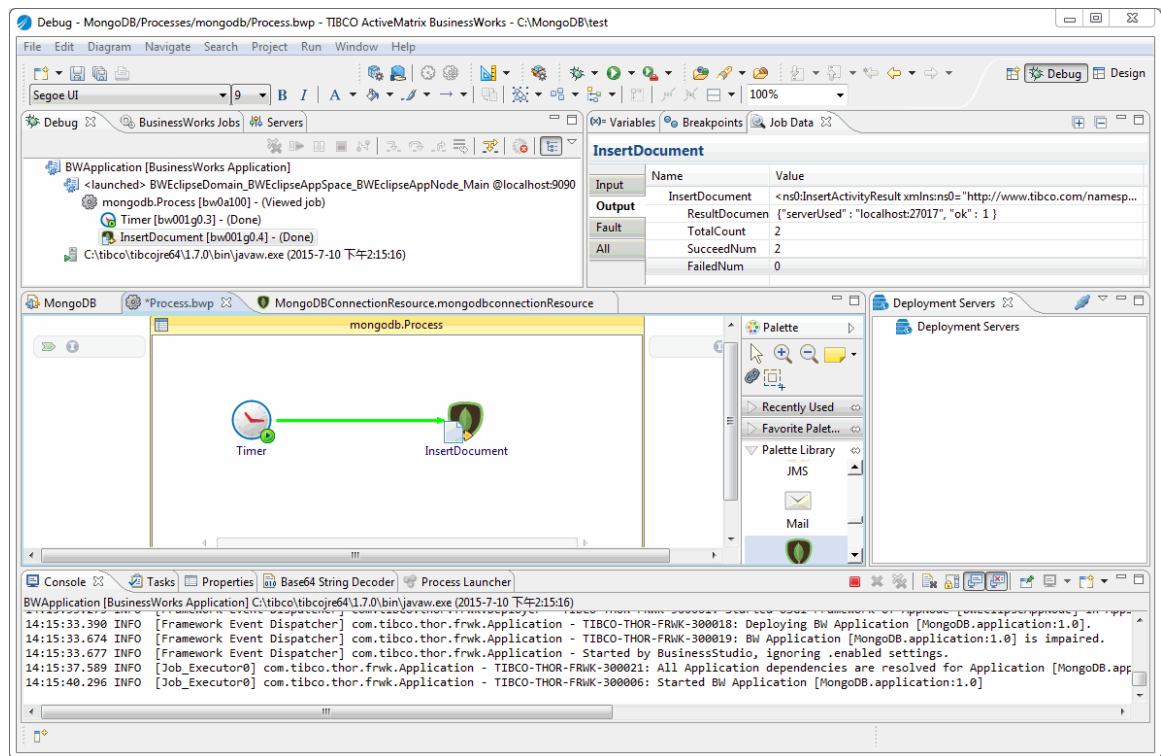 Debug - MongoDB/Processes/mongodb/Process.bwp - TIBCO ActiveMatrix BusinessWorks - C:\MongoDB\test
File Edit Diagram Navigate Search Project Run Window Help
Debug Design
Segoe UI 9 B I A 100%
Debug BusinessWorks Jobs Servers
BWApplication [BusinessWorks Application]
<launched> BWEclipseDomain_BWEclipseAppSpace_BWEclipseAppNode_Main @localhost:9090
mongodb.Process [bw0a100] - (Viewed job)
Timer [bw001g0.3] - (Done)
InsertDocument [bw001g0.4] - (Done)
C:\tibco\tibcojre64\1.7.0\bin\javaw.exe (2015-7-10 下午2:15:16)
(x)= Variables Breakpoints Job Data
InsertDocument
Input
Output
Fault
All
Name Value
InsertDocument <ns0:InsertActivityResult xmlns:ns0="http://www.tibco.com/namesp...
ResultDocumen {"serverUsed" : "localhost:27017", "ok" : 1 }
TotalCount 2
SucceedNum 2
FailedNum 0
MongoDB *Process.bwp MongoDBConnectionResource.mongodbconnectionResource
mongodb.Process
Timer
InsertDocument
Palette
Recently Used
Favorite Palet...
Palette Library
JMS
Mail
Deployment Servers
Deployment Servers
Console Tasks Properties Base64 String Decoder Process Launcher
BWApplication [BusinessWorks Application] C:\tibco\tibcojre64\1.7.0\bin\javaw.exe (2015-7-10 下午2:15:16)
14:15:33.390 INFO [Framework Event Dispatcher] com.tibco.thor.frwk.Application - TIBCO-THOR-FRWK-300018: Deploying BW Application [MongoDB.application:1.0].
14:15:33.674 INFO [Framework Event Dispatcher] com.tibco.thor.frwk.Application - TIBCO-THOR-FRWK-300019: BW Application [MongoDB.application:1.0] is impaired.
14:15:33.677 INFO [Framework Event Dispatcher] com.tibco.thor.frwk.Application - Started by BusinessStudio, ignoring .enabled settings.
14:15:37.589 INFO [Job_Executor0] com.tibco.thor.frwk.Application - TIBCO-THOR-FRWK-300021: All Application dependencies are resolved for Application [MongoDB.app
14:15:40.296 INFO [Job_Executor0] com.tibco.thor.frwk.Application - TIBCO-THOR-FRWK-300006: Started BW Application [MongoDB.application:1.0]